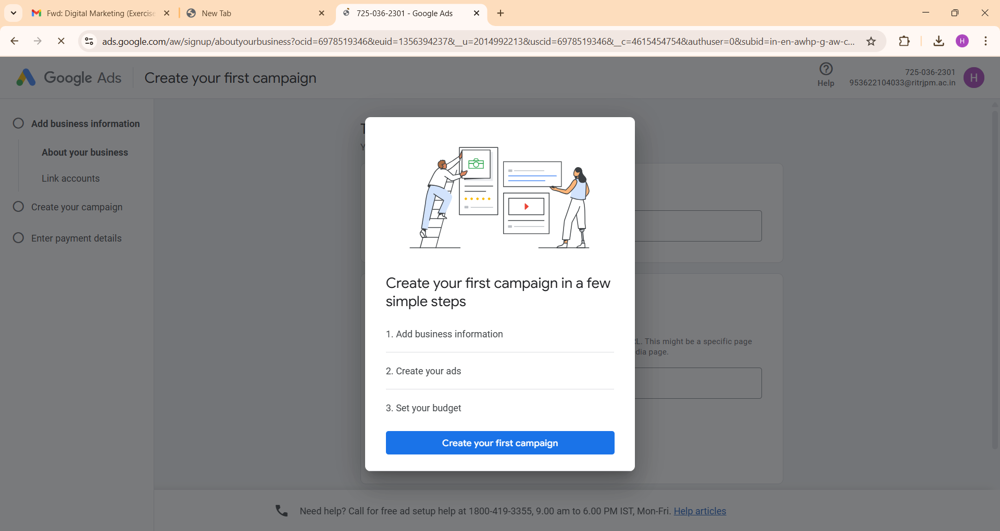 Fwd: Digital Marketing (Exercise
New Tab
725-036-2301 - Google Ads
ads.google.com/aw/signup/aboutyourbusiness?ocid=6978519346&euid=1356394237&__u=2014992213&uscid=6978519346&__c=4615454754&authuser=0&subid=in-en-awhp-g-aw-c...
H
Google Ads
Create your first campaign
Help
725-036-2301
953622104033@ritrjpm.ac.in
H
Add business information
About your business
Link accounts
Create your campaign
Enter payment details
Create your first campaign in a few
simple steps
1. Add business information
2. Create your ads
3. Set your budget
Create your first campaign
This might be a specific page
page.
Need help? Call for free ad setup help at 1800-419-3355, 9.00 am to 6.00 PM IST, Mon-Fri. Help articles